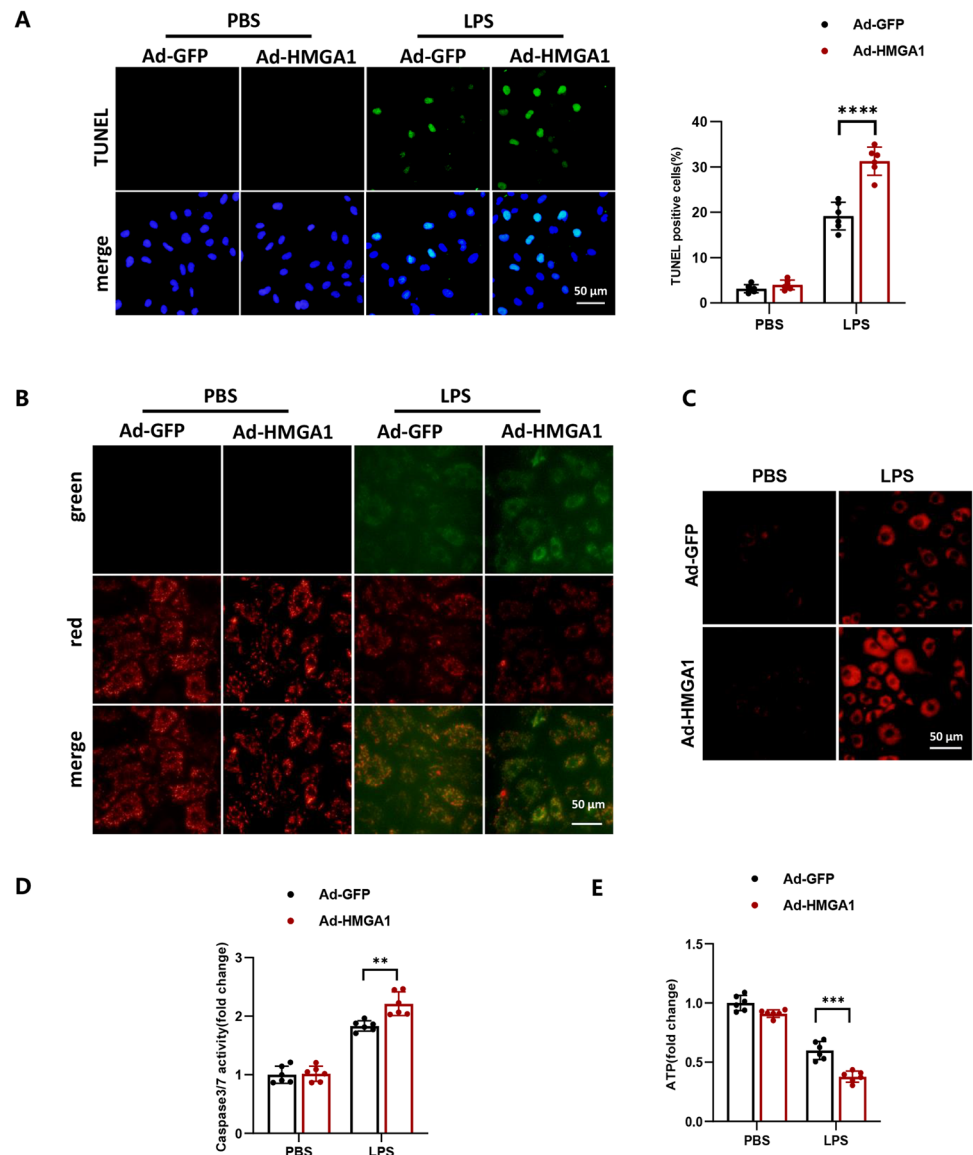 A
PBS LPS
Ad-GFP Ad-HMGA1 Ad-GFP Ad-HMGA1
TUNEL
merge
50 μm
Ad-GFP
Ad-HMGA1
TUNEL positive cells(%)
40
30
20
10
0
****
PBS LPS
B
PBS LPS
Ad-GFP Ad-HMGA1 Ad-GFP Ad-HMGA1
green
red
merge
50 μm
C
PBS LPS
Ad-GFP
Ad-HMGA1
50 μm
D
Ad-GFP
Ad-HMGA1
Caspase3/7 activity(fold change)
3
2
1
0
**
PBS LPS
E
Ad-GFP
Ad-HMGA1
ATP(fold change)
1.5
1.0
0.5
0.0
***
PBS LPS